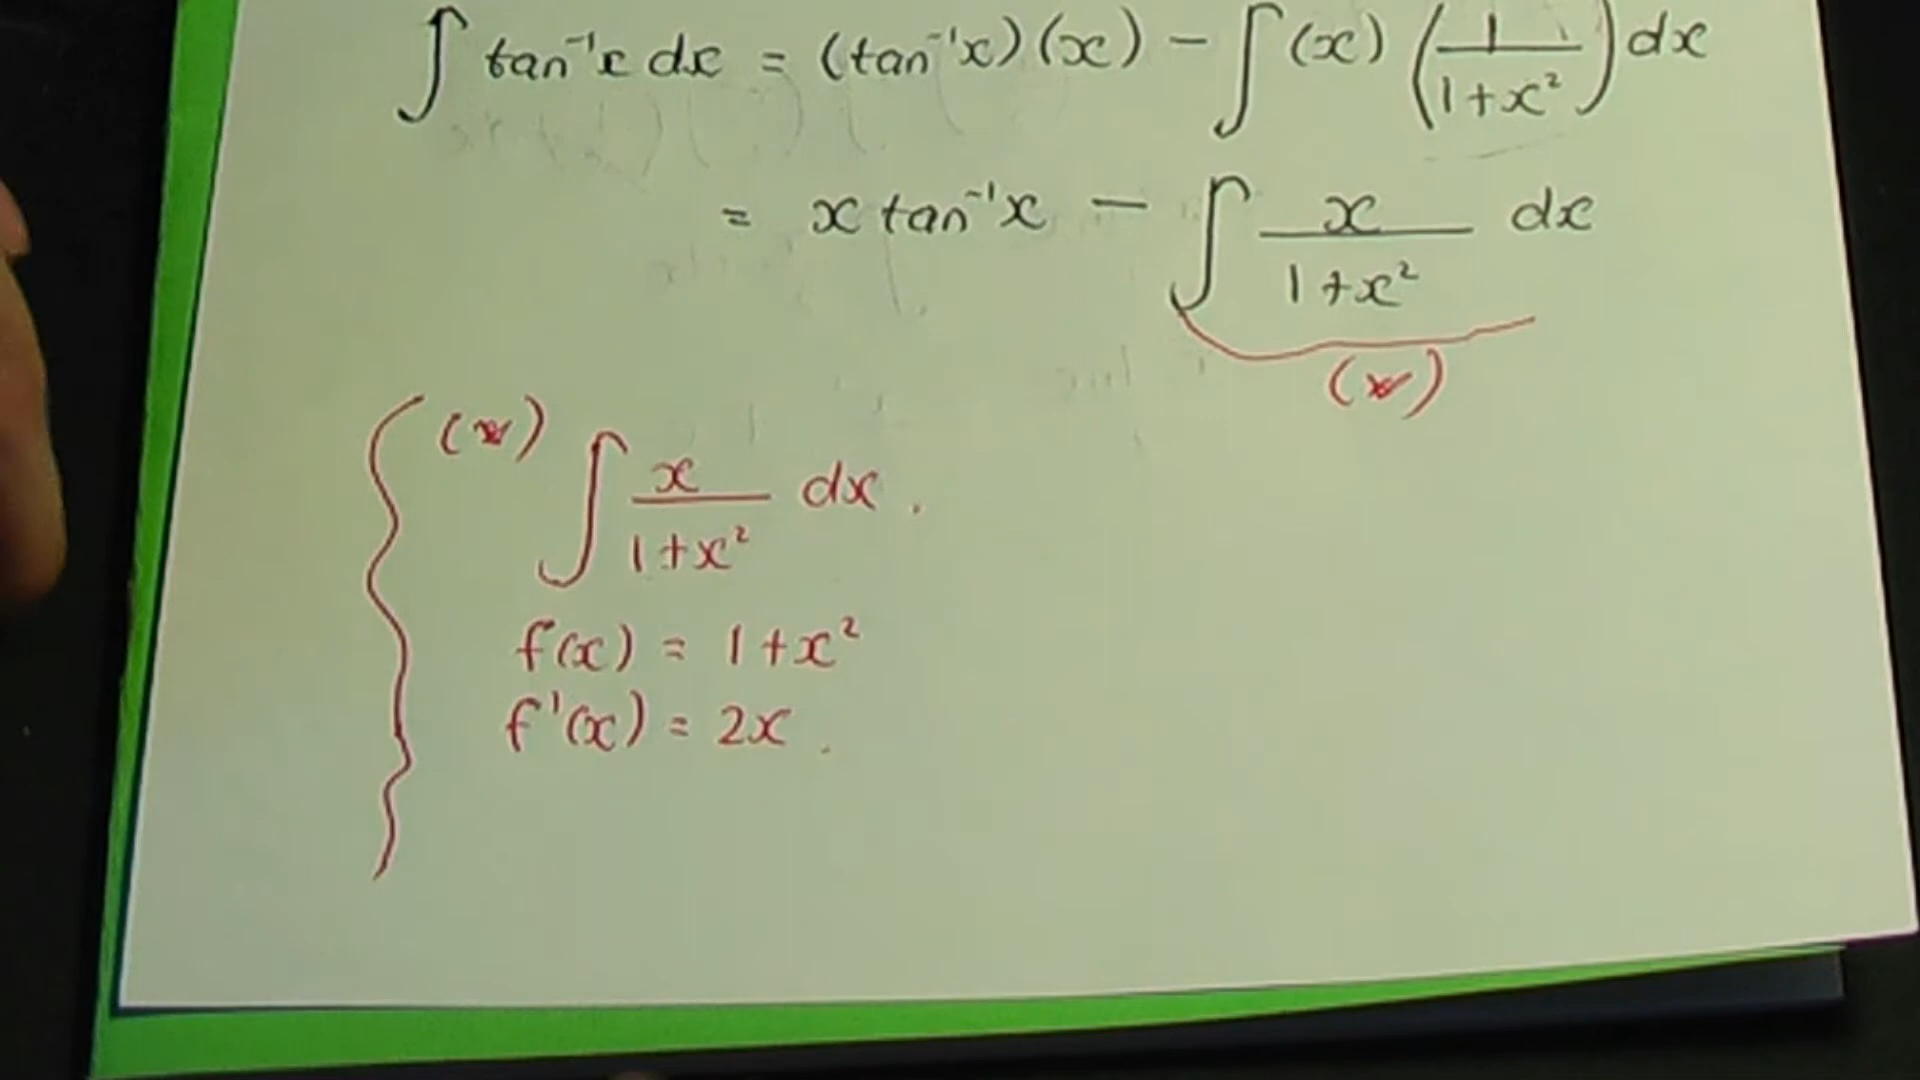 ∫ tan⁻¹x dx = (tan⁻¹x)(x) − ∫(x)(1/(1+x²))dx
= x tan⁻¹x − ∫ x/(1+x²) dx
(*)
(*) ∫ x/(1+x²) dx.
f(x) = 1+x²
f'(x) = 2x.